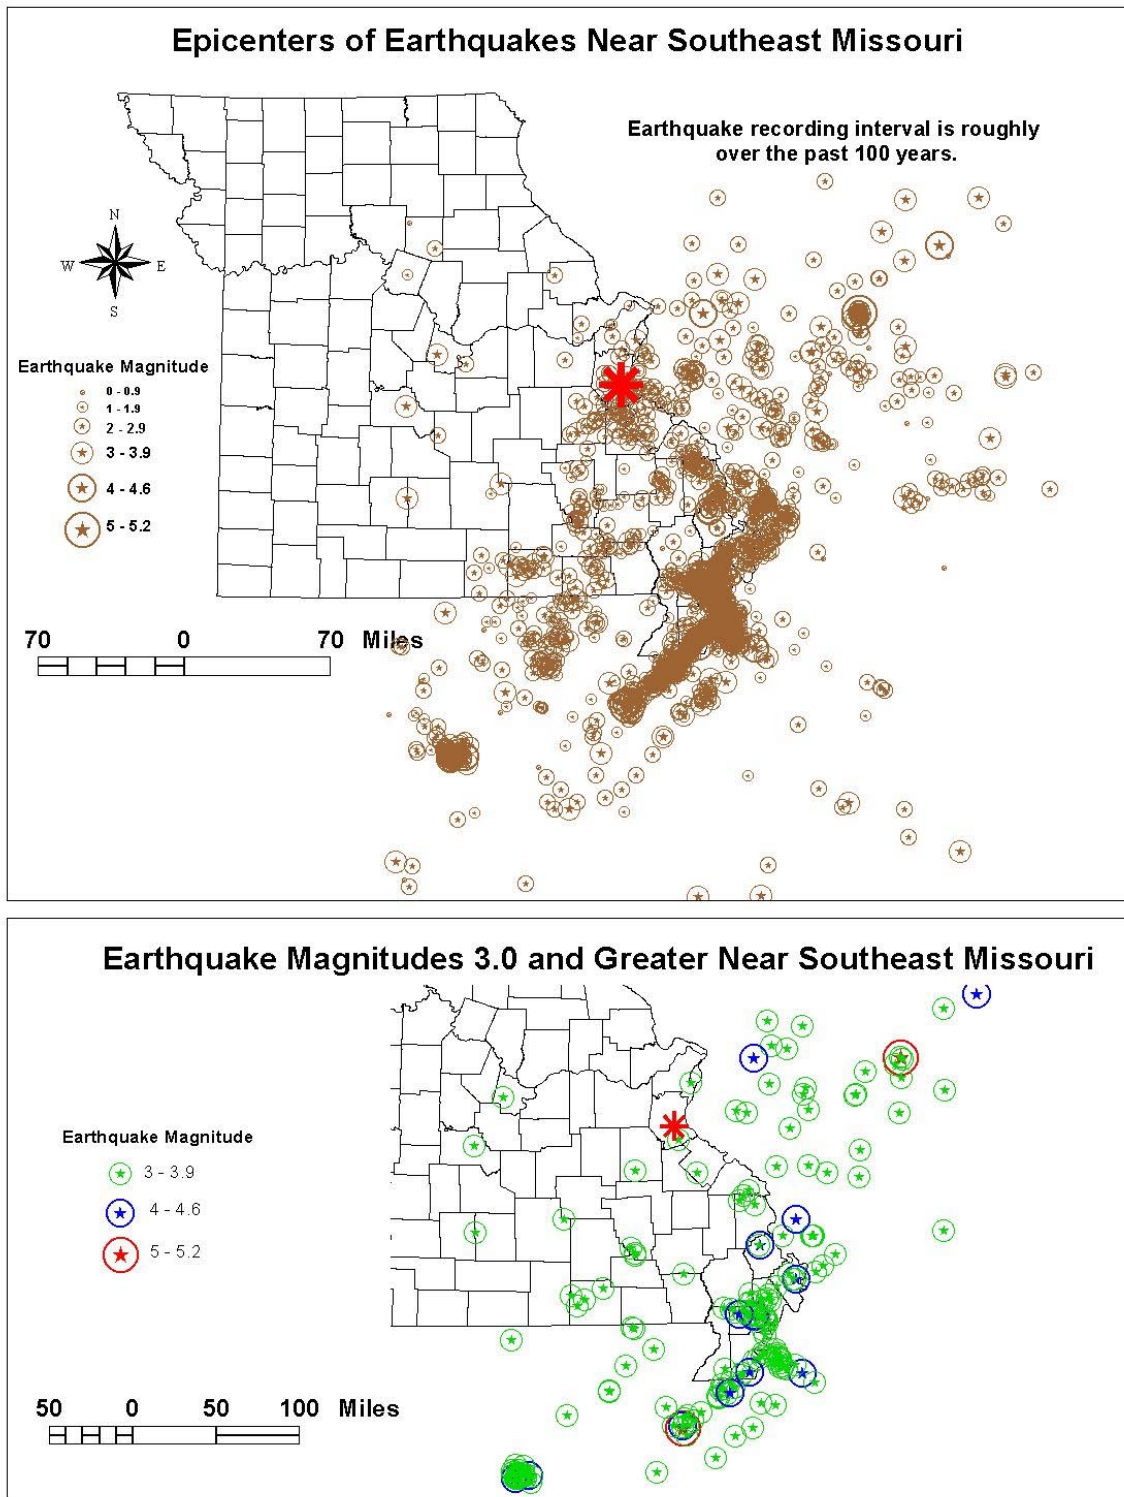 Epicenters of Earthquakes Near Southeast Missouri
Earthquake recording interval is roughly
over the past 100 years.
N
W E
S
Earthquake Magnitude
0 - 0.9
1 - 1.9
2 - 2.9
3 - 3.9
4 - 4.6
5 - 5.2
70 0 70 Miles
Earthquake Magnitudes 3.0 and Greater Near Southeast Missouri
Earthquake Magnitude
3 - 3.9
4 - 4.6
5 - 5.2
50 0 50 100 Miles